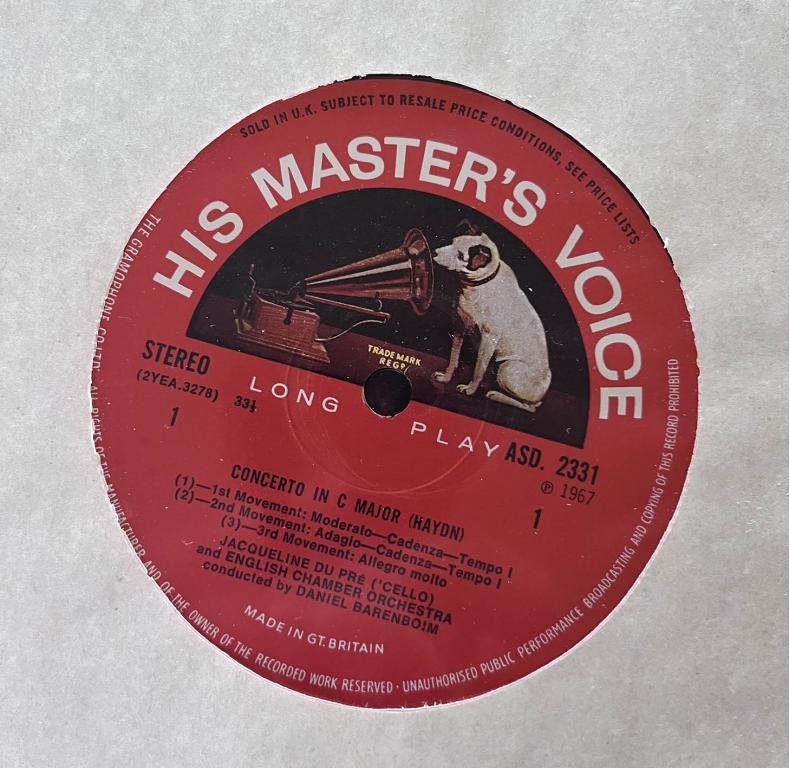 SOLD IN U.K. SUBJECT TO RESALE PRICE CONDITIONS, SEE PRICE LISTS
HIS MASTER'S VOICE
TRADE MARK
REGD
STEREO
(2YEA.3278)
33⅓
1
LONG PLAY
ASD. 2331
℗ 1967
1
CONCERTO IN C MAJOR (HAYDN)
(1)—1st Movement: Moderato—Cadenza—Tempo I
(2)—2nd Movement: Adagio—Cadenza—Tempo I
(3)—3rd Movement: Allegro molto
JACQUELINE DU PRÉ ('CELLO)
and ENGLISH CHAMBER ORCHESTRA
conducted by DANIEL BARENBOIM
MADE IN GT. BRITAIN
THE GRAMOPHONE CO. LTD. ALL RIGHTS OF THE MANUFACTURER AND OF THE OWNER OF THE RECORDED WORK RESERVED · UNAUTHORISED PUBLIC PERFORMANCE BROADCASTING AND COPYING OF THIS RECORD PROHIBITED